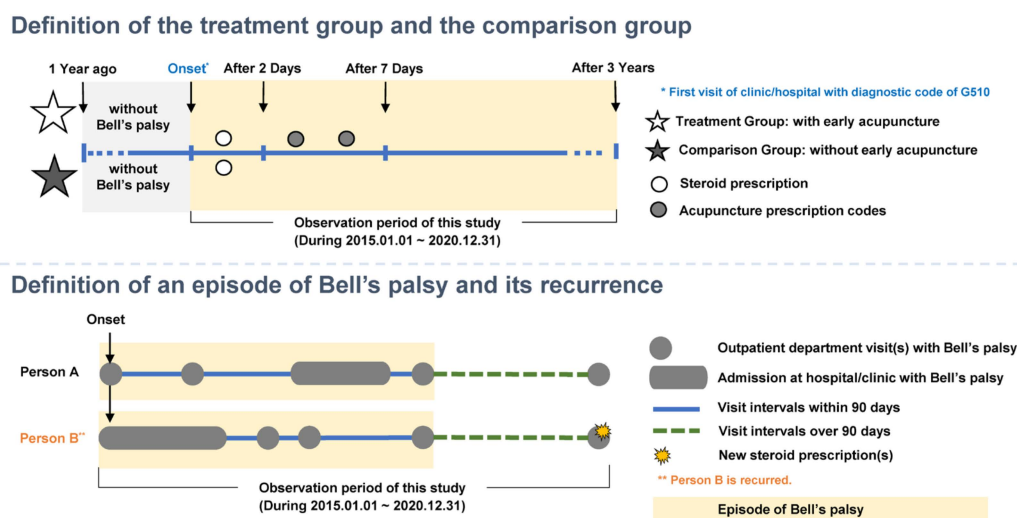 Definition of the treatment group and the comparison group
1 Year ago
Onset*
After 2 Days
After 7 Days
After 3 Years
without
Bell's palsy
without
Bell's palsy
Observation period of this study
(During 2015.01.01 ~ 2020.12.31)
* First visit of clinic/hospital with diagnostic code of G510
Treatment Group: with early acupuncture
Comparison Group: without early acupuncture
Steroid prescription
Acupuncture prescription codes
Definition of an episode of Bell's palsy and its recurrence
Onset
Person A
Person B**
Observation period of this study
(During 2015.01.01 ~ 2020.12.31)
Outpatient department visit(s) with Bell's palsy
Admission at hospital/clinic with Bell's palsy
Visit intervals within 90 days
Visit intervals over 90 days
New steroid prescription(s)
** Person B is recurred.
Episode of Bell's palsy